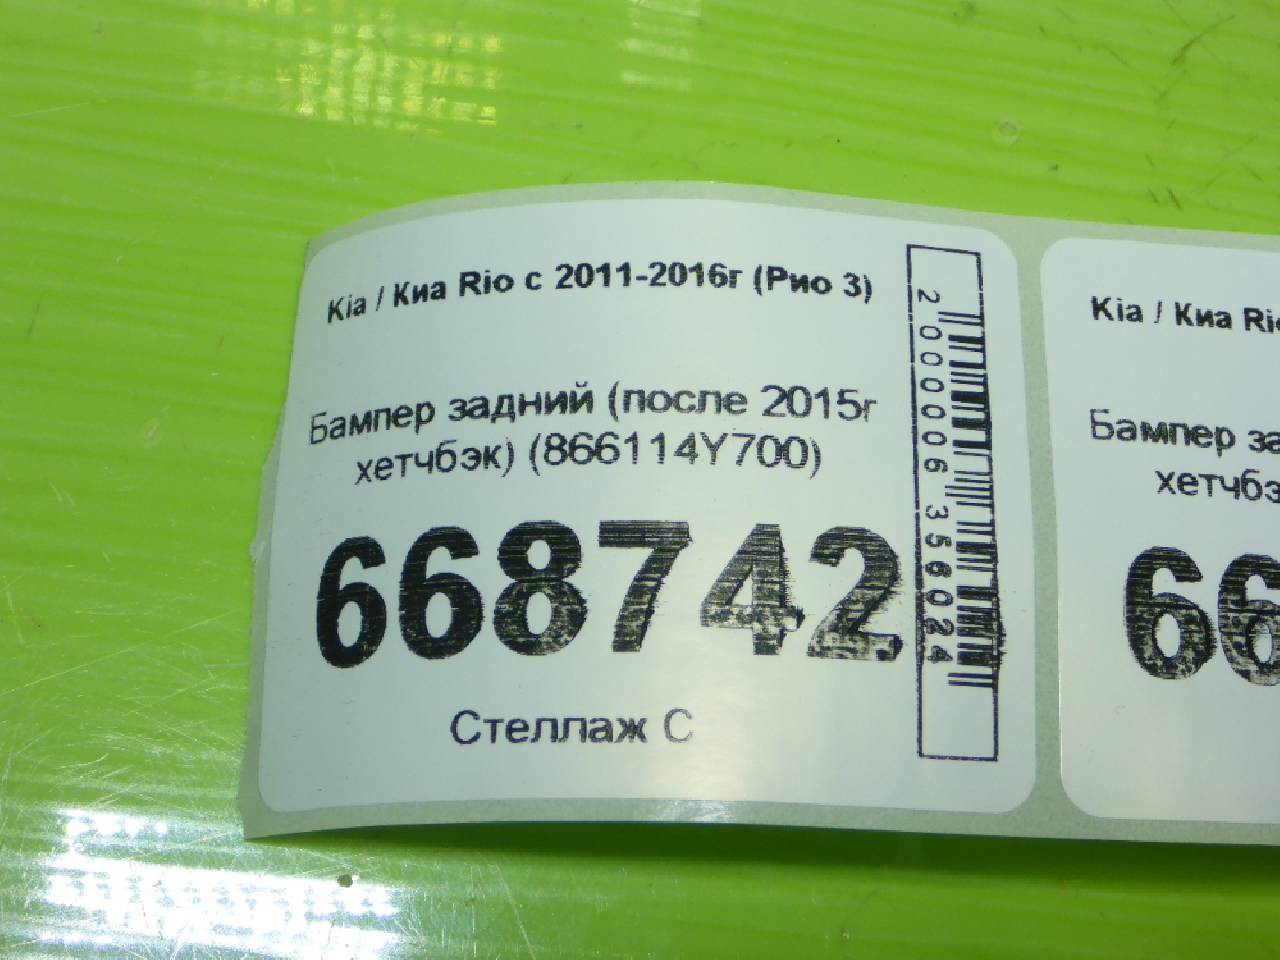 Kia / Киа Rio с 2011-2016г (Рио 3)
Бампер задний (после 2015г
хетчбэк) (866114Y700)
668742
Стеллаж С
2000006356024
Kia / Киа Rio
Бампер за
хетчбэ
66